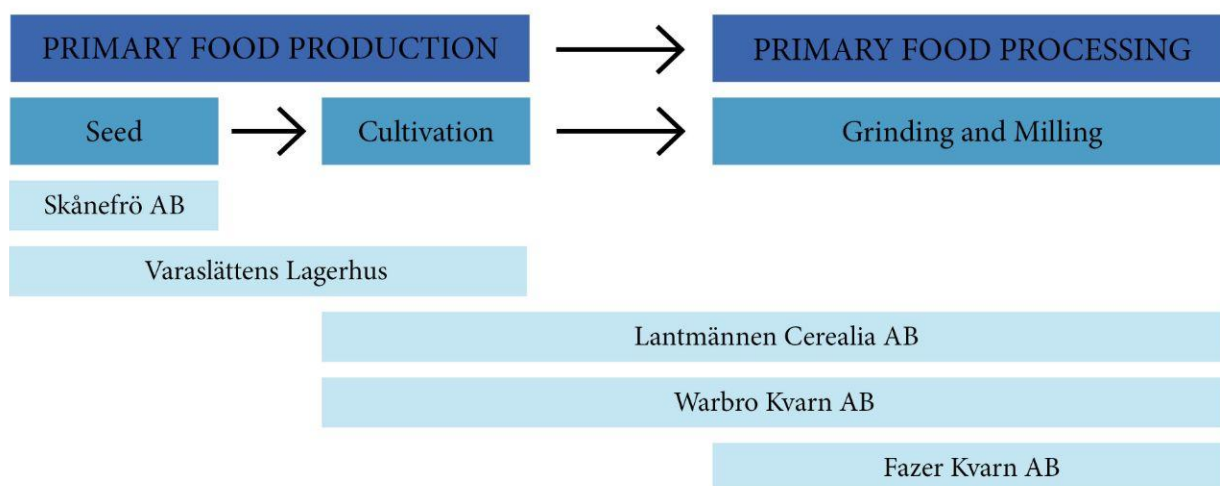 PRIMARY FOOD PRODUCTION
PRIMARY FOOD PROCESSING
Seed
Cultivation
Grinding and Milling
Skånefrö AB
Varaslättens Lagerhus
Lantmännen Cerealia AB
Warbro Kvarn AB
Fazer Kvarn AB